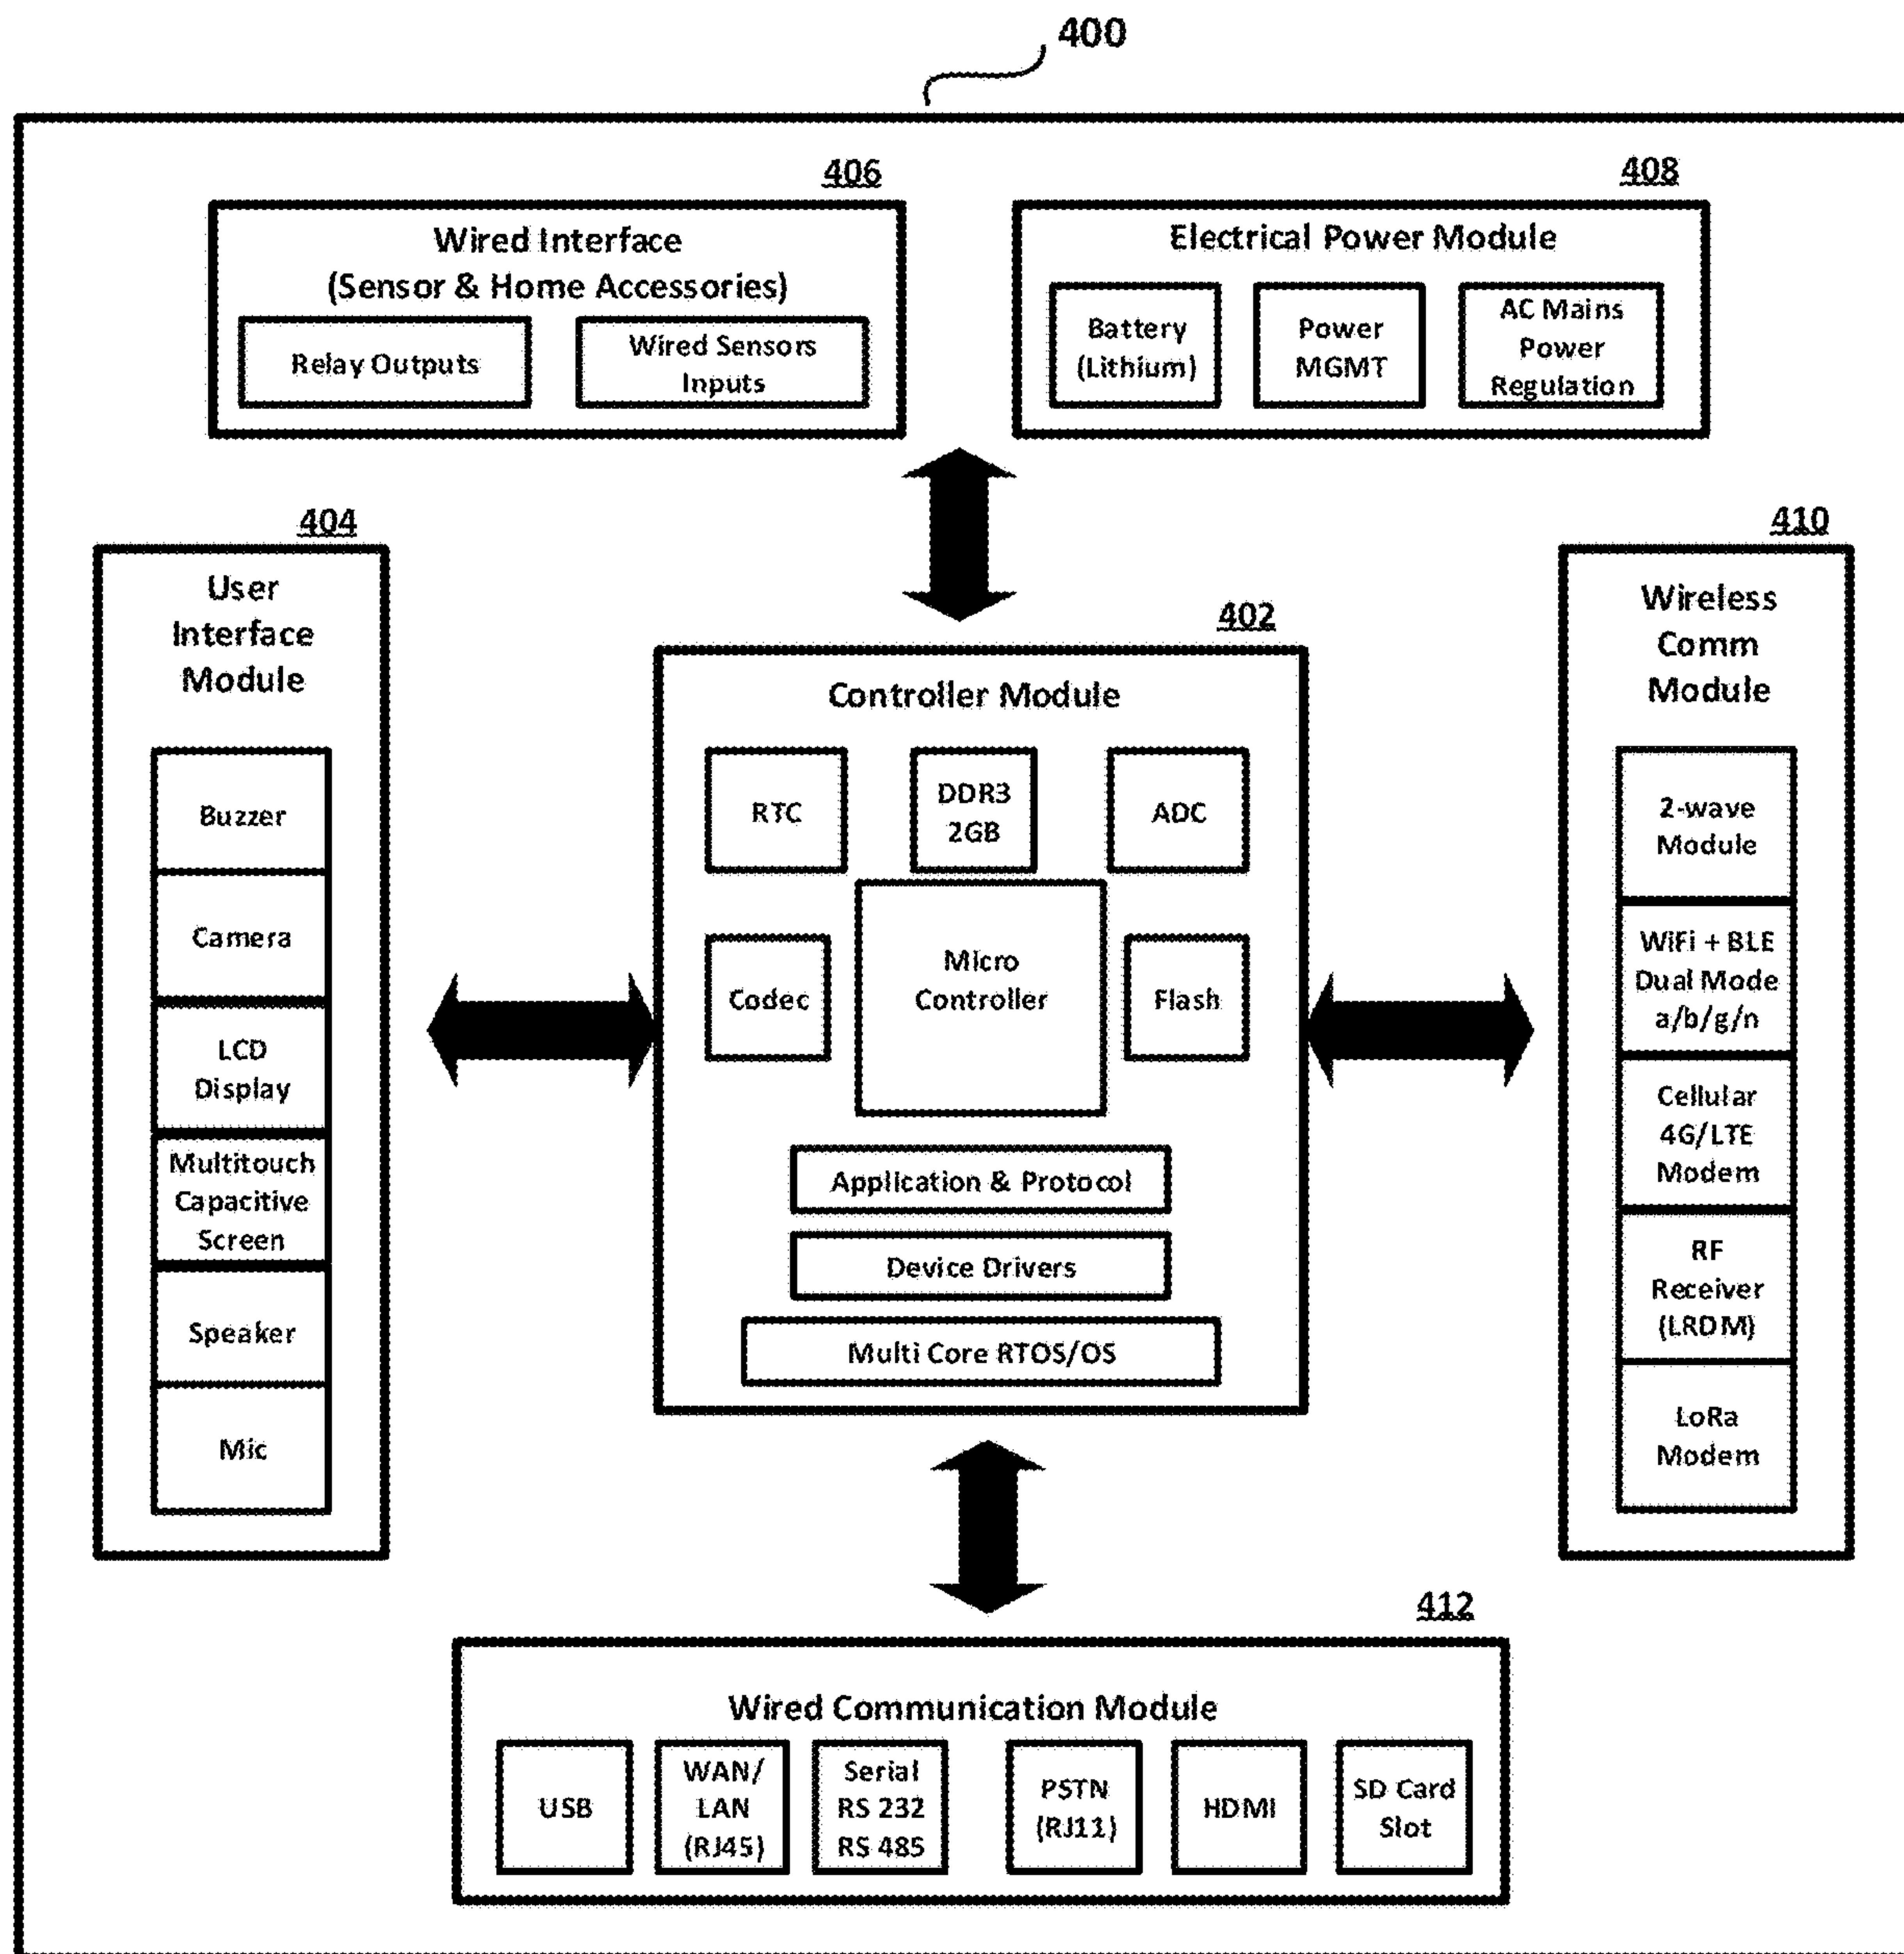 400
406
Wired Interface
(Sensor & Home Accessories)
Relay Outputs
Wired Sensors
Inputs
408
Electrical Power Module
Battery
(Lithium)
Power
MGMT
AC Mains
Power
Regulation
404
User
Interface
Module
Buzzer
Camera
LCD
Display
Multitouch
Capacitive
Screen
Speaker
Mic
402
Controller Module
RTC
DDR3
2GB
ADC
Codec
Micro
Controller
Flash
Application & Protocol
Device Drivers
Multi Core RTOS/OS
410
Wireless
Comm
Module
2-wave
Module
WiFi + BLE
Dual Mode
a/b/g/n
Cellular
4G/LTE
Modem
RF
Receiver
(LRDM)
LoRa
Modem
412
Wired Communication Module
USB
WAN/
LAN
(RJ45)
Serial
RS 232
RS 485
PSTN
(RJ11)
HDMI
SD Card
Slot